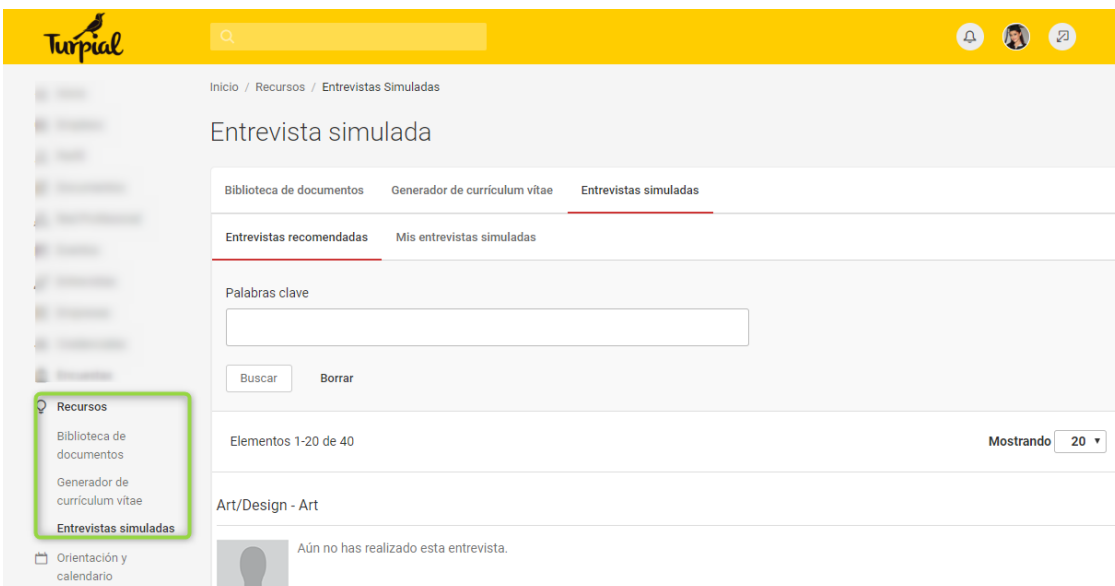 Turpial
Inicio / Recursos / Entrevistas Simuladas
Entrevista simulada
Biblioteca de documentos Generador de currículum vítae Entrevistas simuladas
Entrevistas recomendadas Mis entrevistas simuladas
Palabras clave
Buscar Borrar
Elementos 1-20 de 40 Mostrando 20
Art/Design - Art
Aún no has realizado esta entrevista.
Recursos
Biblioteca de
documentos
Generador de
currículum vítae
Entrevistas simuladas
Orientación y
calendario